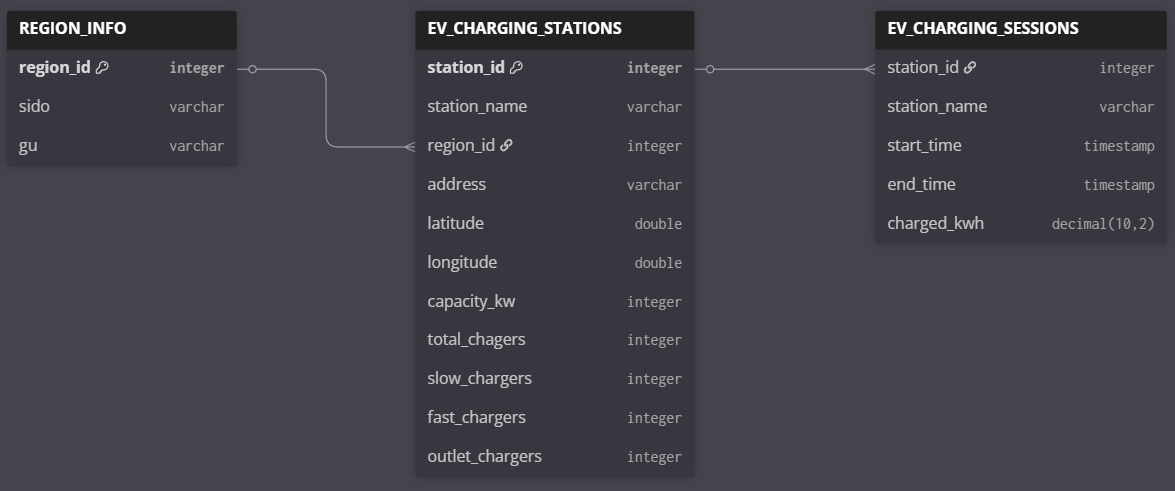 REGION_INFO
region_id integer
sido varchar
gu varchar
EV_CHARGING_STATIONS
station_id integer
station_name varchar
region_id integer
address varchar
latitude double
longitude double
capacity_kw integer
total_chagers integer
slow_chargers integer
fast_chargers integer
outlet_chargers integer
EV_CHARGING_SESSIONS
station_id integer
station_name varchar
start_time timestamp
end_time timestamp
charged_kwh decimal(10,2)